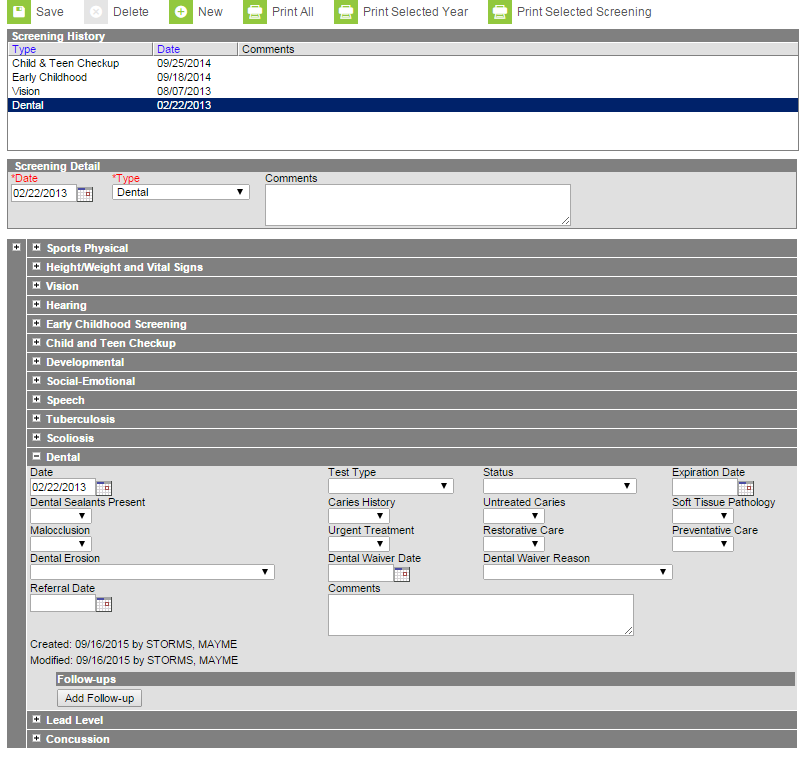 Save Delete New Print All Print Selected Year Print Selected Screening
Screening History
Type Date Comments
Child & Teen Checkup 09/25/2014
Early Childhood 09/18/2014
Vision 08/07/2013
Dental 02/22/2013
Screening Detail
*Date *Type Comments
02/22/2013 Dental
Sports Physical
Height/Weight and Vital Signs
Vision
Hearing
Early Childhood Screening
Child and Teen Checkup
Developmental
Social-Emotional
Speech
Tuberculosis
Scoliosis
Dental
Date Test Type Status Expiration Date
02/22/2013
Dental Sealants Present Caries History Untreated Caries Soft Tissue Pathology
Malocclusion Urgent Treatment Restorative Care Preventative Care
Dental Erosion Dental Waiver Date Dental Waiver Reason
Referral Date Comments
Created: 09/16/2015 by STORMS, MAYME
Modified: 09/16/2015 by STORMS, MAYME
Follow-ups
Add Follow-up
Lead Level
Concussion